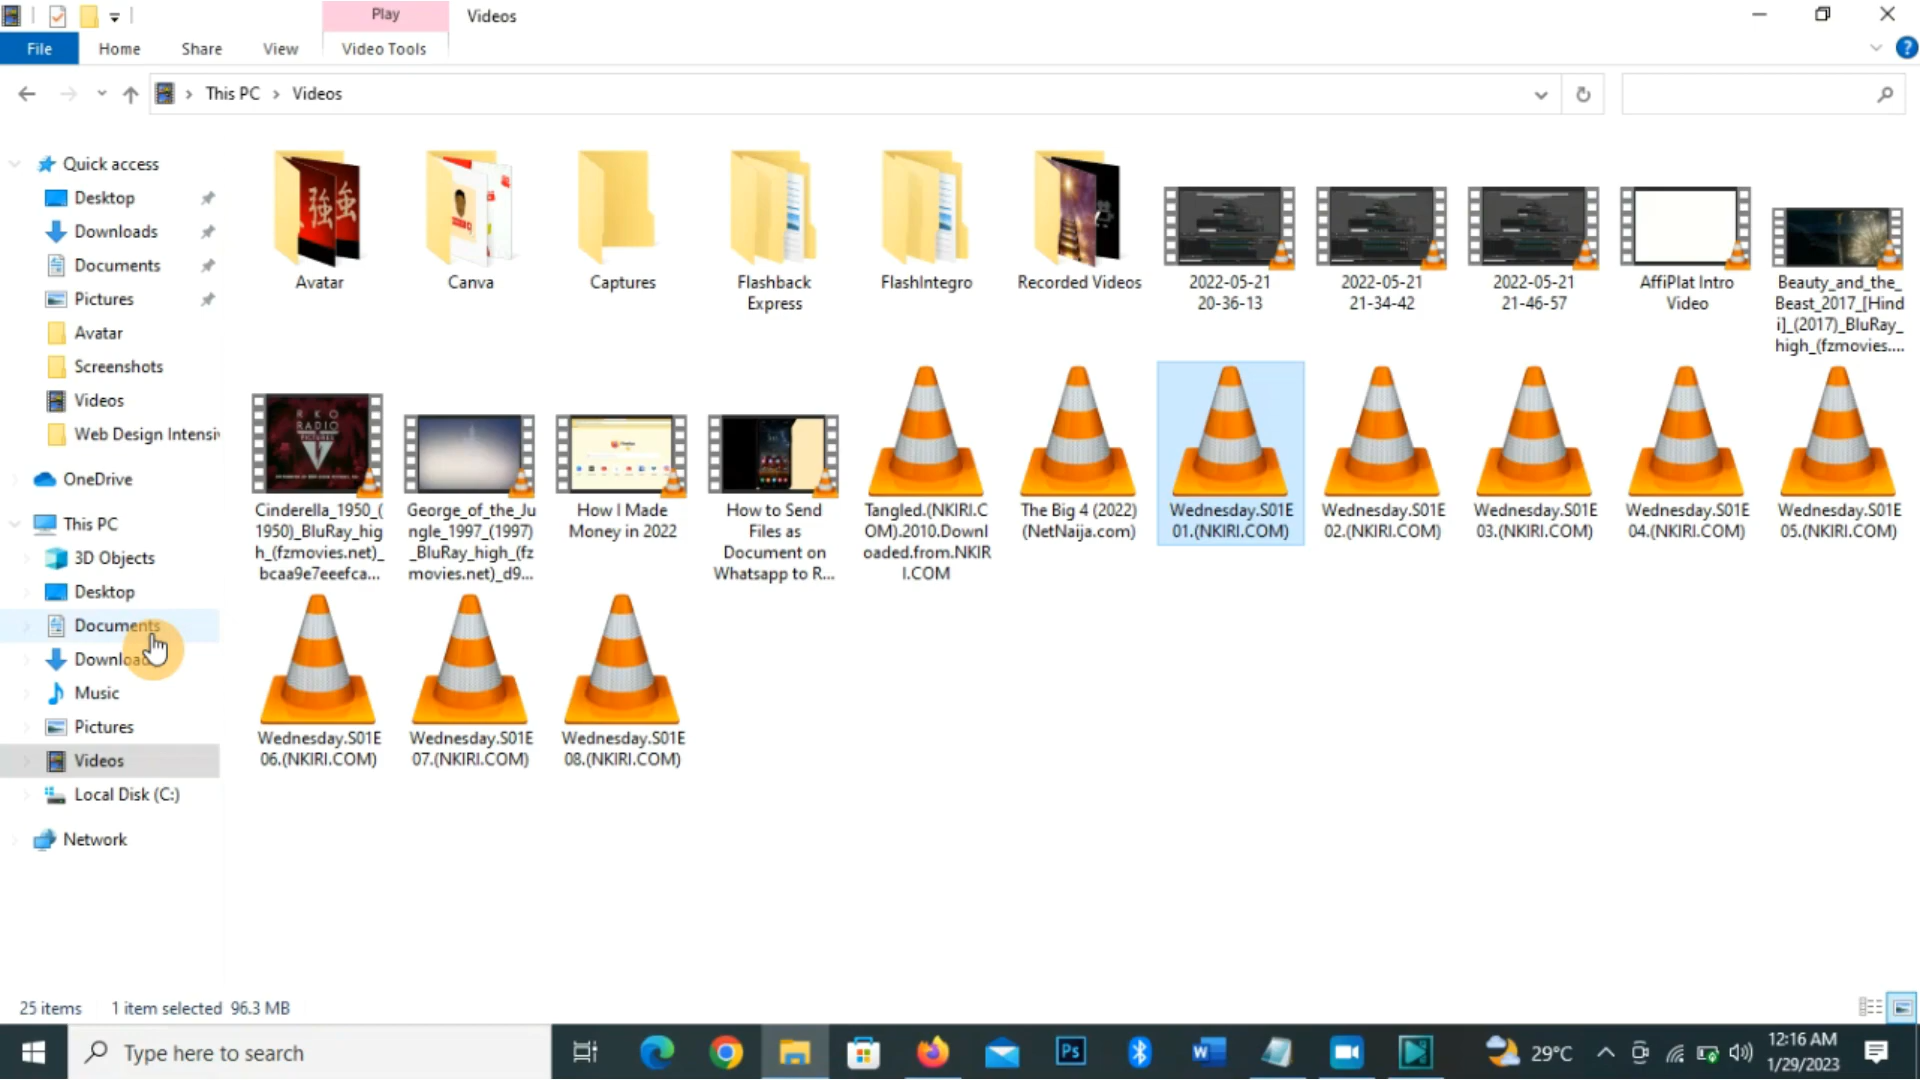 Play
Videos
File
Home
Share
View
Video Tools
This PC
Videos
Quick access
Desktop
Downloads
Documents
Pictures
Avatar
Screenshots
Videos
Web Design Intensiv
OneDrive
This PC
3D Objects
Desktop
Documents
Downloa
Music
Pictures
Videos
Local Disk (C:)
Network
Avatar
Canva
Captures
Flashback
Express
FlashIntegro
Recorded Videos
2022-05-21
20-36-13
2022-05-21
21-34-42
2022-05-21
21-46-57
AffiPlat Intro
Video
Beauty_and_the_
Beast_2017_[Hind
i]_(2017)_BluRay_
high_(fzmovies....
強
RKO
RADIO
PICTURES
Cinderella_1950_(
1950)_BluRay_hig
h_(fzmovies.net)_
bcaa9e7eeefca...
George_of_the_Ju
ngle_1997_(1997)
_BluRay_high_(fz
movies.net)_d9...
How I Made
Money in 2022
How to Send
Files as
Document on
Whatsapp to R...
Tangled.(NKIRI.C
OM).2010.Downl
oaded.from.NKIR
I.COM
The Big 4 (2022)
(NetNaija.com)
Wednesday.S01E
01.(NKIRI.COM)
Wednesday.S01E
02.(NKIRI.COM)
Wednesday.S01E
03.(NKIRI.COM)
Wednesday.S01E
04.(NKIRI.COM)
Wednesday.S01E
05.(NKIRI.COM)
Wednesday.S01E
06.(NKIRI.COM)
Wednesday.S01E
07.(NKIRI.COM)
Wednesday.S01E
08.(NKIRI.COM)
25 items
1 item selected 96.3 MB
Type here to search
Ps
W
29°C
12:16 AM
1/29/2023